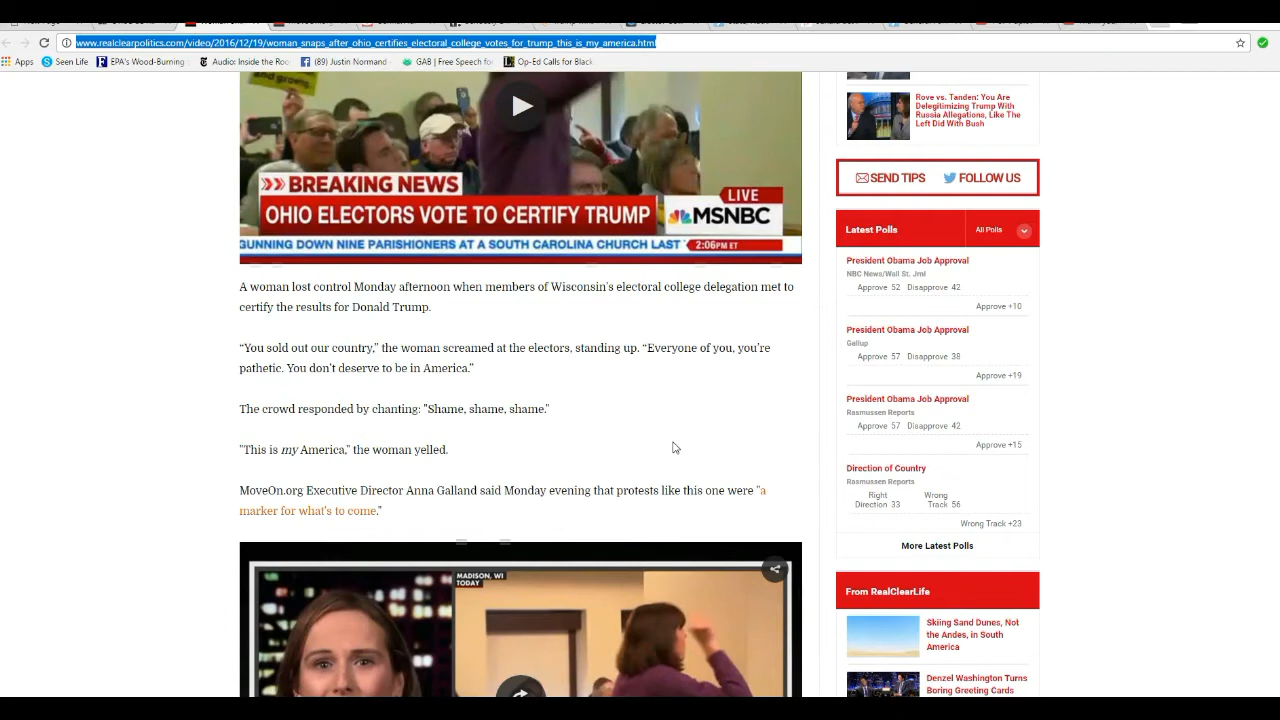 www.realclearpolitics.com/video/2016/12/19/woman_snaps_after_ohio_certifies_electoral_college_votes_for_trump_this_is_my_america.html
Apps Seen Life EPA's Wood-Burning Audio: Inside the Roo (89) Justin Normand GAB | Free Speech fo Op-Ed Calls for Black
and growing
>> BREAKING NEWS
LIVE
OHIO ELECTORS VOTE TO CERTIFY TRUMP
MSNBC
GUNNING DOWN NINE PARISHIONERS AT A SOUTH CAROLINA CHURCH LAST
2:06PM ET
A woman lost control Monday afternoon when members of Wisconsin's electoral college delegation met to
certify the results for Donald Trump.
“You sold out our country,” the woman screamed at the electors, standing up. “Everyone of you, you’re
pathetic. You don’t deserve to be in America.”
The crowd responded by chanting: "Shame, shame, shame."
"This is my America," the woman yelled.
MoveOn.org Executive Director Anna Galland said Monday evening that protests like this one were "a
marker for what's to come."
MADISON, WI
TODAY
Rove vs. Tanden: You Are
Delegitimizing Trump With
Russia Allegations, Like The
Left Did With Bush
SEND TIPS FOLLOW US
Latest Polls All Polls
President Obama Job Approval
NBC News/Wall St. Jrnl
Approve 52 Disapprove 42
Approve +10
President Obama Job Approval
Gallup
Approve 57 Disapprove 38
Approve +19
President Obama Job Approval
Rasmussen Reports
Approve 57 Disapprove 42
Approve +15
Direction of Country
Rasmussen Reports
Right Wrong
Direction 33 Track 56
Wrong Track +23
More Latest Polls
From RealClearLife
Skiing Sand Dunes, Not
the Andes, in South
America
Denzel Washington Turns
Boring Greeting Cards